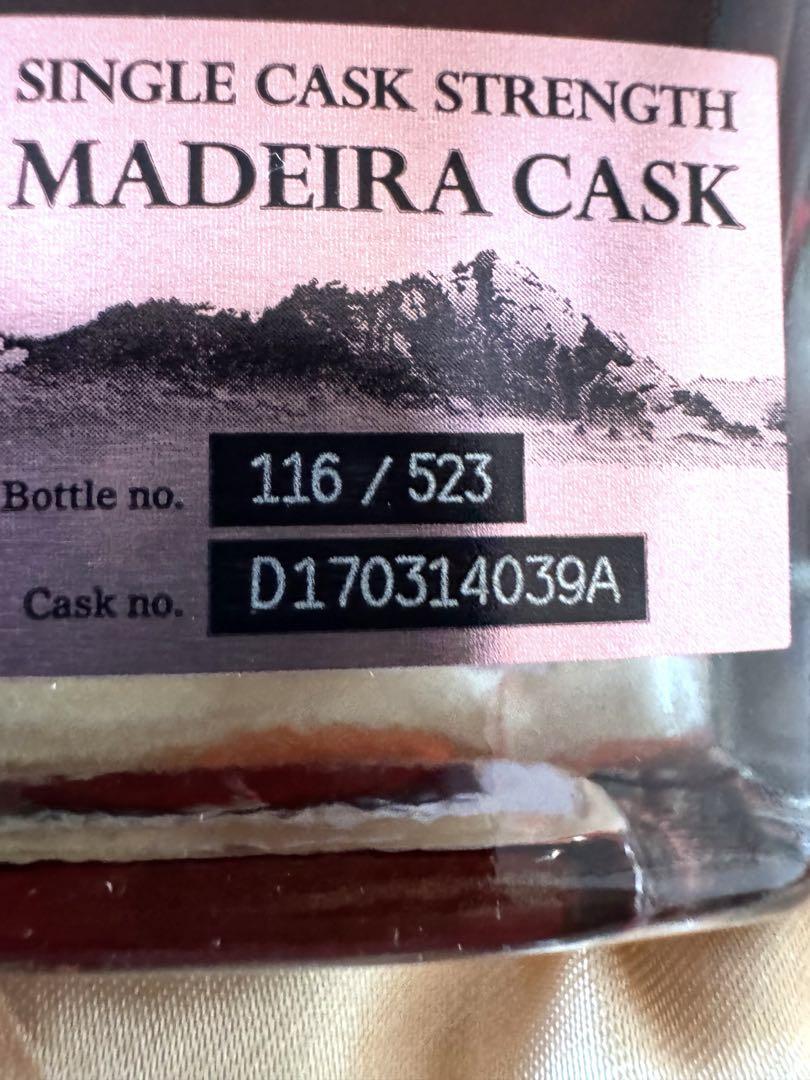 SINGLE CASK STRENGTH
MADEIRA CASK
Bottle no. 116 / 523
Cask no. D170314039A